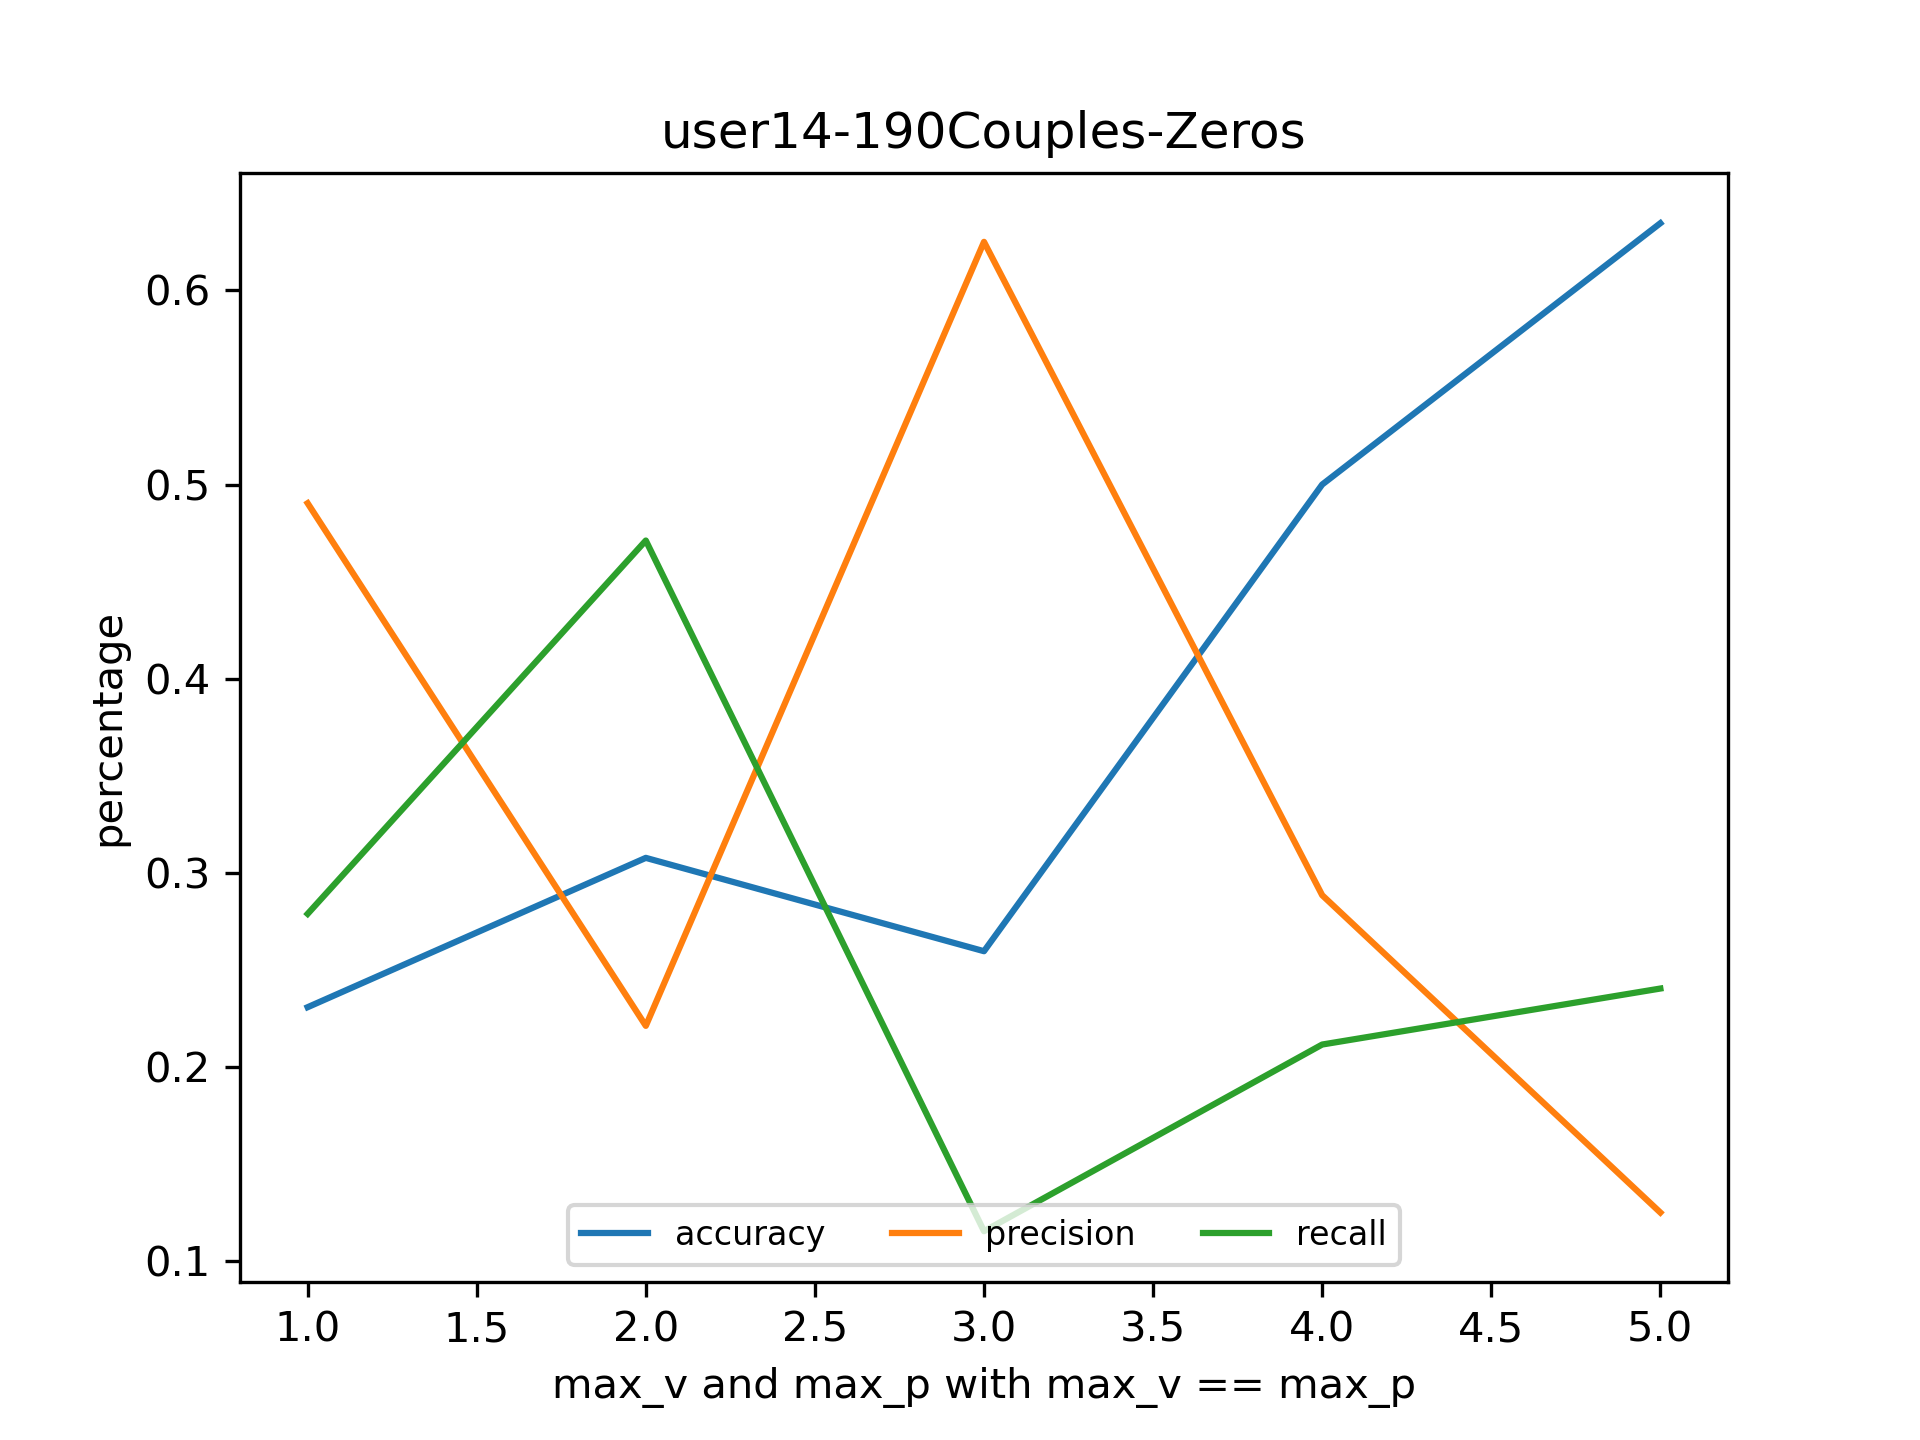 user14-190Couples-Zeros
percentage
0.6
0.5
0.4
0.3
0.2
0.1
accuracy precision recall
1.0 1.5 2.0 2.5 3.0 3.5 4.0 4.5 5.0
max_v and max_p with max_v == max_p